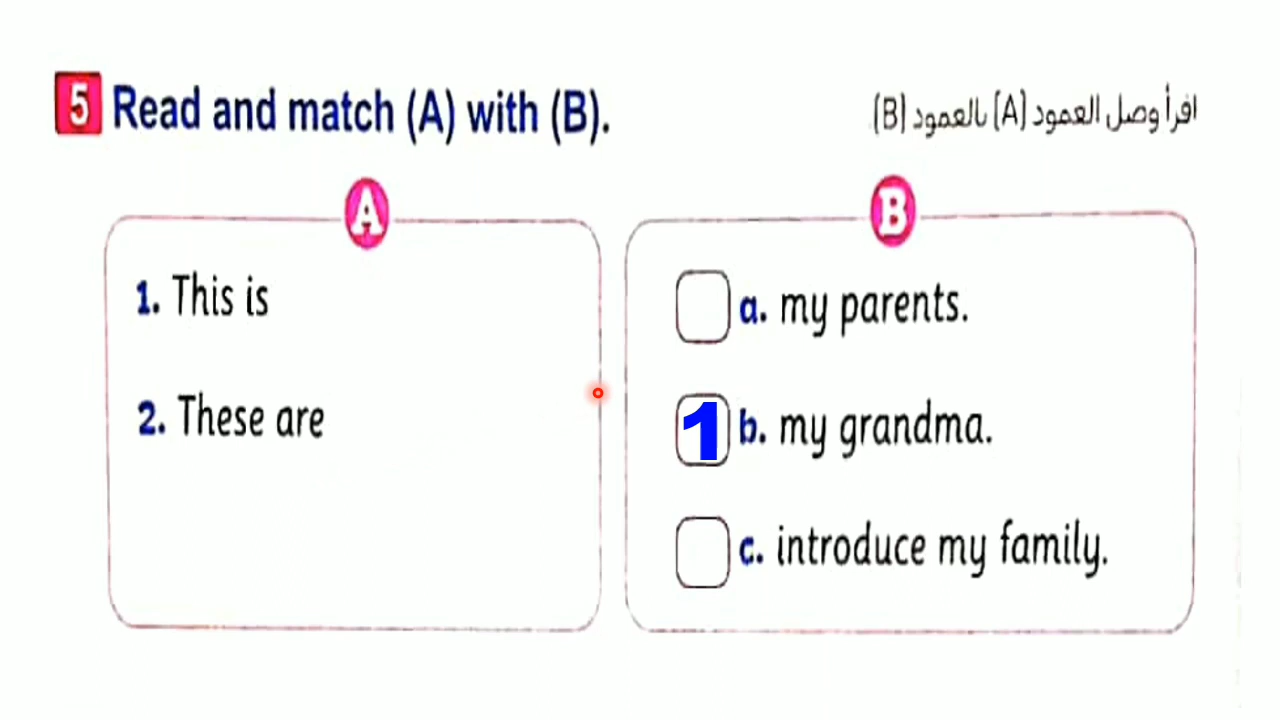 5 Read and match (A) with (B).
افرأ وصل العمود (A) بالعمود (B)
A
1. This is
2. These are
B
a. my parents.
1 b. my grandma.
c. introduce my family.